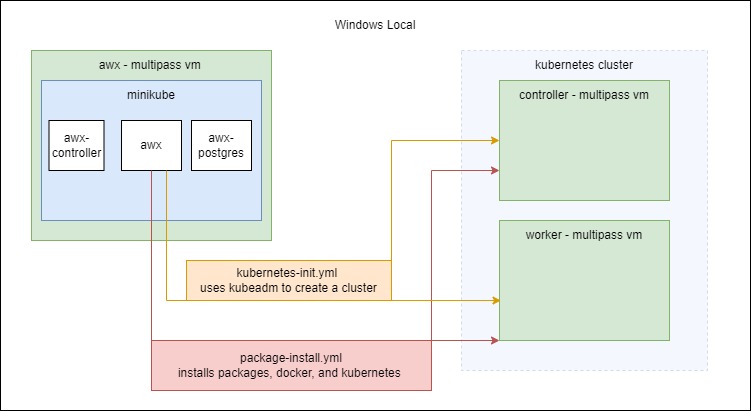 Windows Local
awx - multipass vm
minikube
awx-
controller
awx
awx-
postgres
kubernetes cluster
controller - multipass vm
worker - multipass vm
kubernetes-init.yml
uses kubeadm to create a cluster
package-install.yml
installs packages, docker, and kubernetes